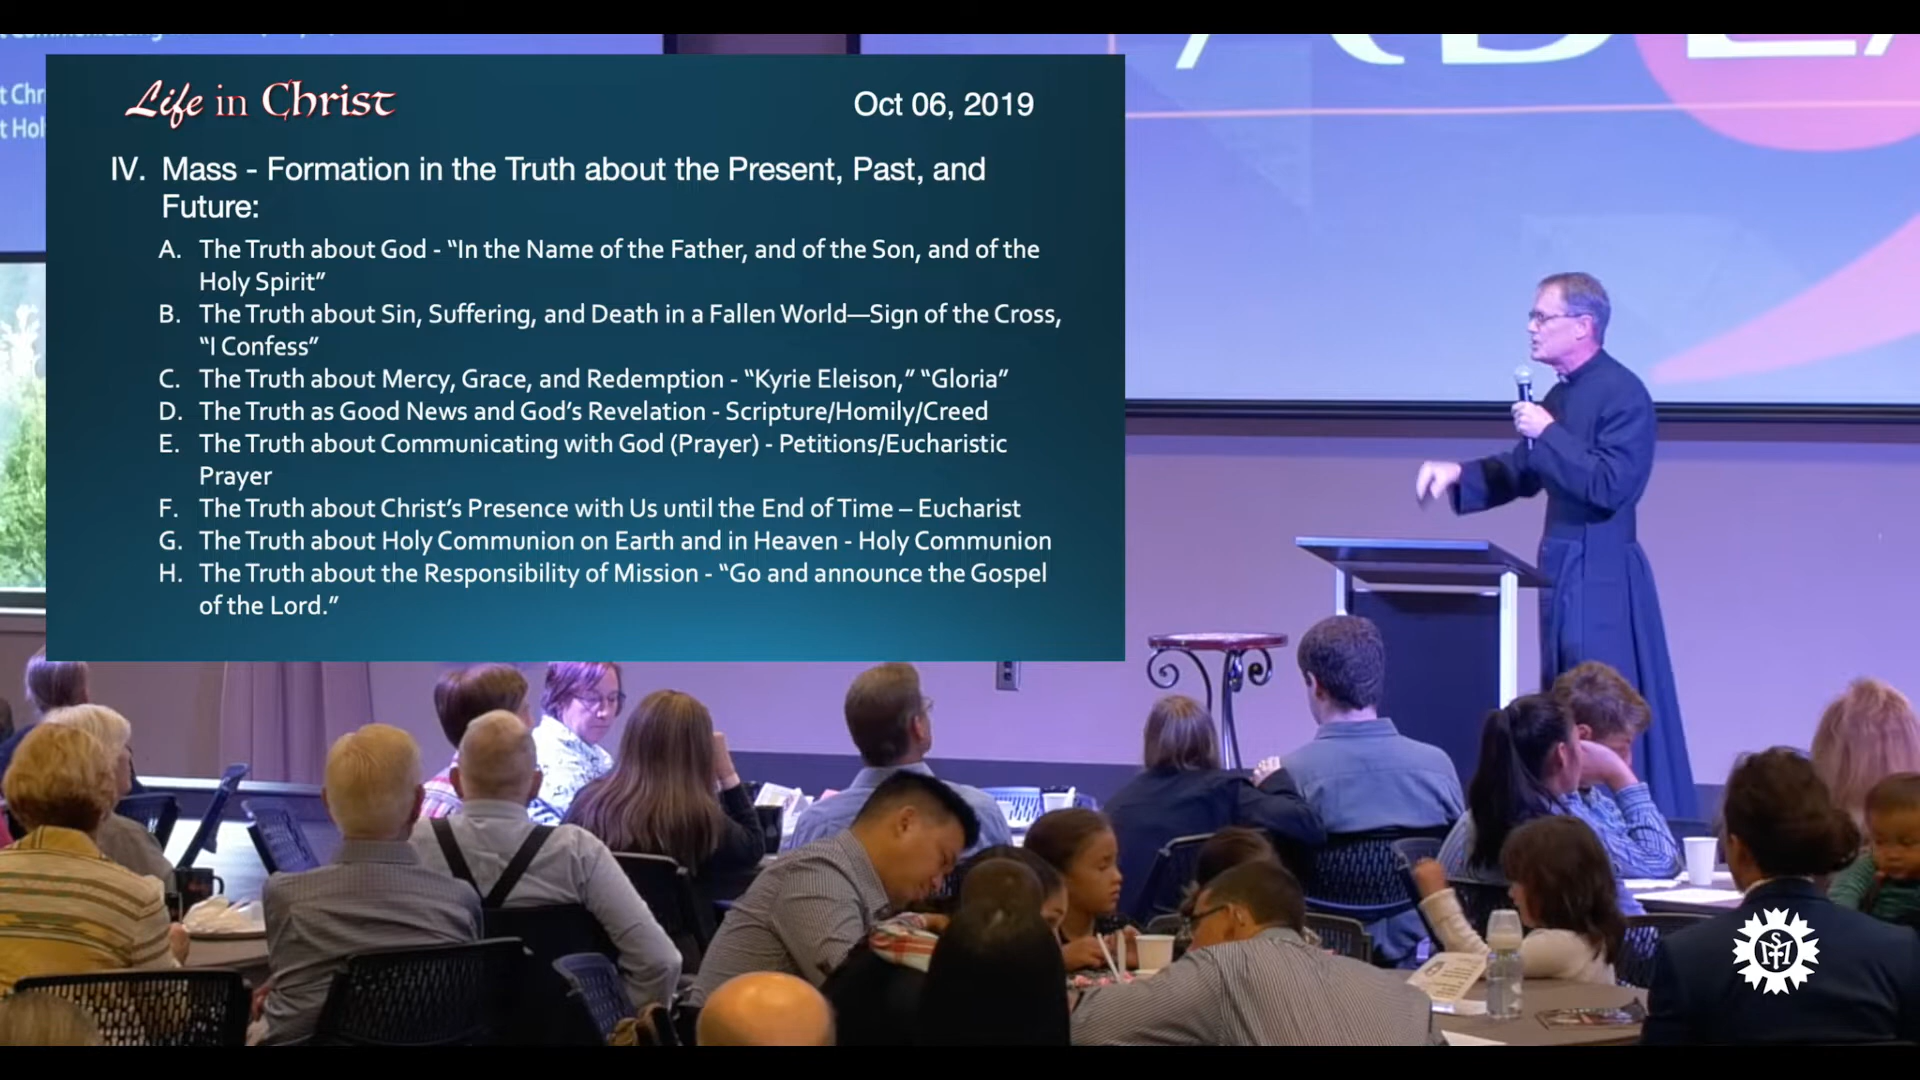 Life in Christ
Oct 06, 2019
IV. Mass - Formation in the Truth about the Present, Past, and
Future:
A. The Truth about God - “In the Name of the Father, and of the Son, and of the
Holy Spirit”
B. The Truth about Sin, Suffering, and Death in a Fallen World—Sign of the Cross,
“I Confess”
C. The Truth about Mercy, Grace, and Redemption - “Kyrie Eleison,” “Gloria”
D. The Truth as Good News and God’s Revelation - Scripture/Homily/Creed
E. The Truth about Communicating with God (Prayer) - Petitions/Eucharistic
Prayer
F. The Truth about Christ’s Presence with Us until the End of Time – Eucharist
G. The Truth about Holy Communion on Earth and in Heaven - Holy Communion
H. The Truth about the Responsibility of Mission - “Go and announce the Gospel
of the Lord.”